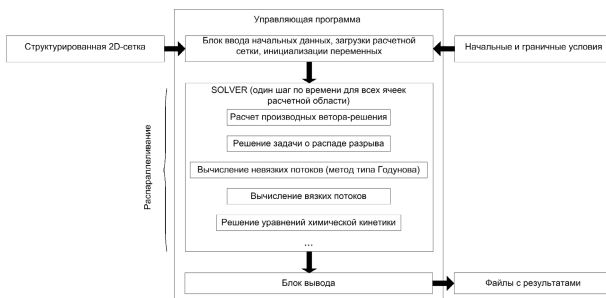 Управляющая программа
Структурированная 2D-сетка
Блок ввода начальных данных, загрузки расчетной
сетки, инициализации переменных
Начальные и граничные условия
SOLVER (один шаг по времени для всех ячеек
расчетной области)
Расчет производных ветора-решения
Решение задачи о распаде разрыва
Вычисление невязких потоков (метод типа Годунова)
Вычисление вязких потоков
Решение уравнений химической кинетики
...
Распараллеливание
Блок вывода
Файлы с результатами